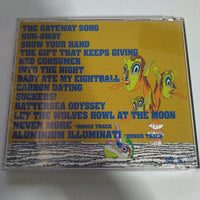 THE GATEWAY SONG
RUN-AWAY
SHOW YOUR HAND
THE GIFT THAT KEEPS GIVING
NEO CONSUMER
INTO THE NIGHT
BABY ATE MY EIGHTBALL
CARBON DATING
SUCKERS!
BATTERSEA ODYSSEY
LET THE WOLVES HOWL AT THE MOON
NEVER MORE *BONUS TRACK
ALUMINIUM ILLUMINATI *BONUS TRACK